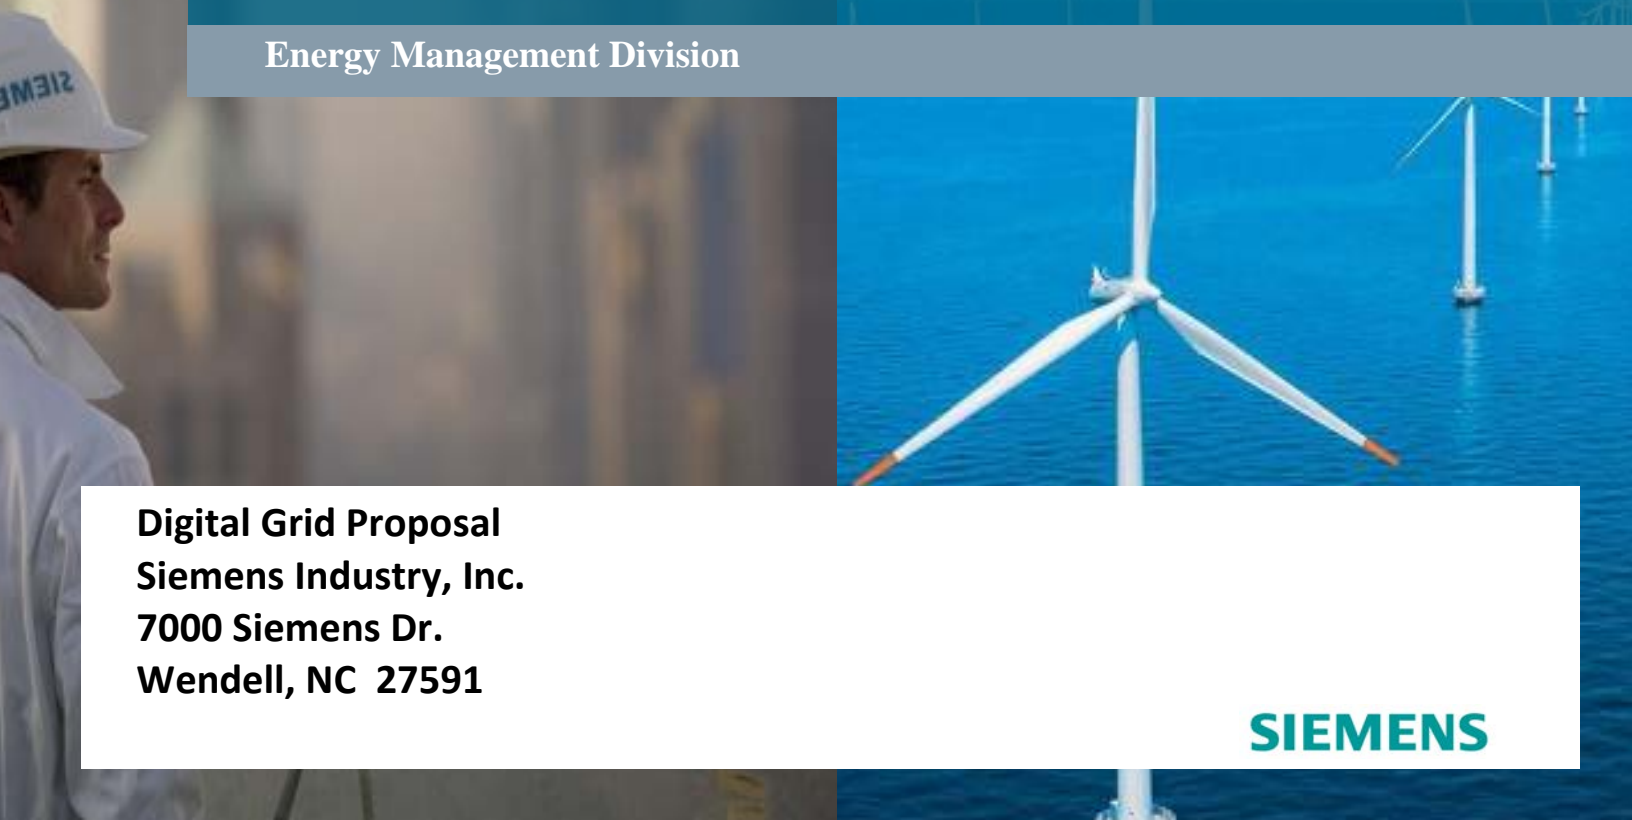 Energy Management Division
Digital Grid Proposal
Siemens Industry, Inc.
7000 Siemens Dr.
Wendell, NC  27591
SIEMENS